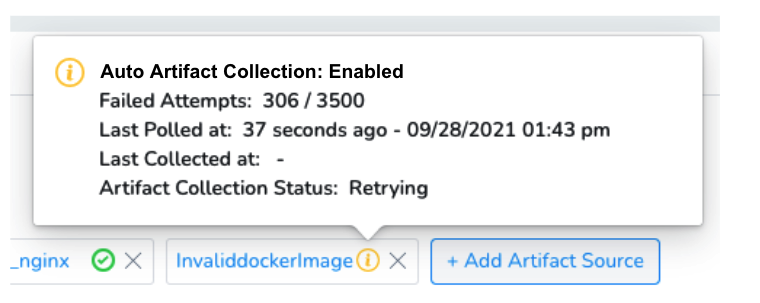 Auto Artifact Collection: Enabled
Failed Attempts: 306 / 3500
Last Polled at: 37 seconds ago - 09/28/2021 01:43 pm
Last Collected at: -
Artifact Collection Status: Retrying
_nginx InvaliddockerImage + Add Artifact Source